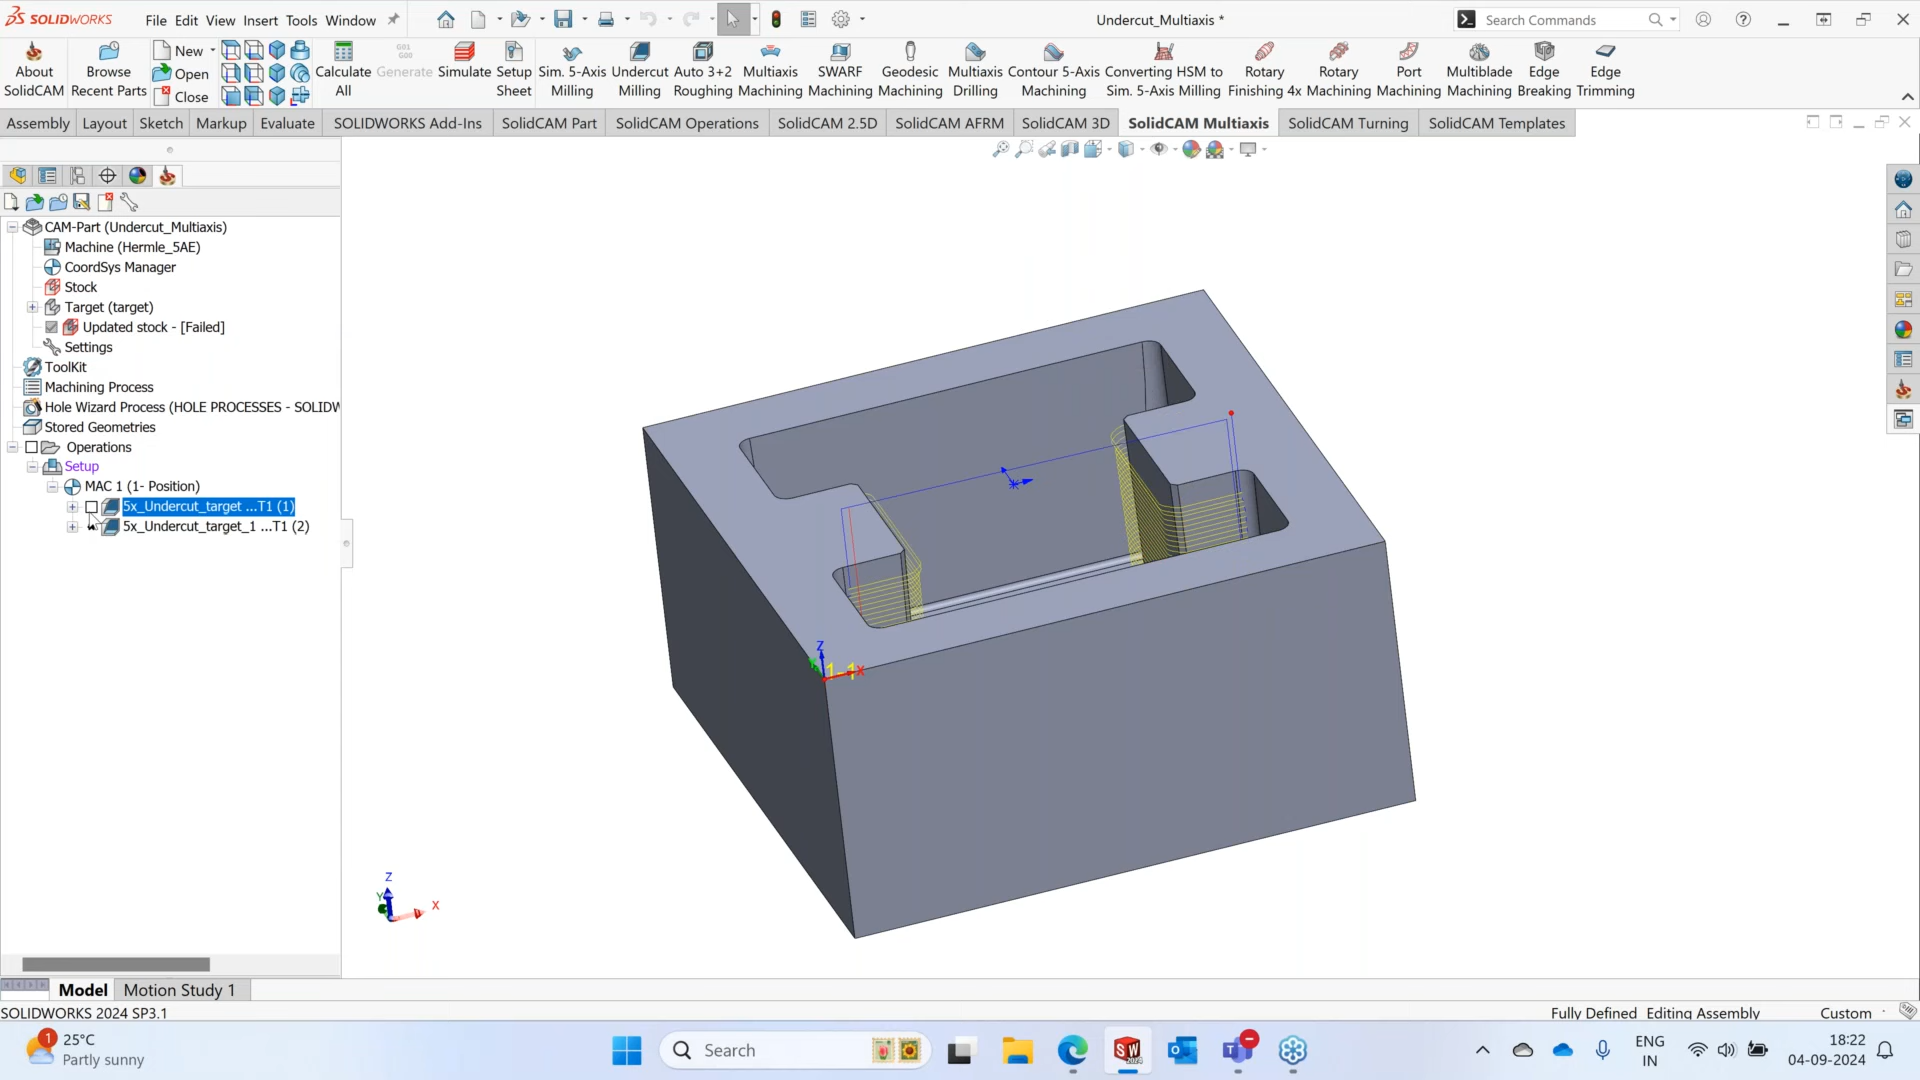 SOLIDWORKS File Edit View Insert Tools Window Undercut_Multiaxis * Search Commands
About SolidCAM
Browse Recent Parts
New
Open
Close
Calculate All
G01 G00
Generate
Simulate
Setup Sheet
Sim. 5-Axis Milling
Undercut Milling
Auto 3+2 Roughing
Multiaxis Machining
SWARF Machining
Geodesic Machining
Multiaxis Drilling
Contour 5-Axis Machining
Converting HSM to Sim. 5-Axis Milling
Rotary Finishing 4x
Rotary Machining
Port Machining
Multiblade Machining
Edge Breaking
Edge Trimming
Assembly Layout Sketch Markup Evaluate SOLIDWORKS Add-Ins SolidCAM Part SolidCAM Operations SolidCAM 2.5D SolidCAM AFRM SolidCAM 3D SolidCAM Multiaxis SolidCAM Turning SolidCAM Templates
CAM-Part (Undercut_Multiaxis)
Machine (Hermle_5AE)
CoordSys Manager
Stock
Target (target)
Updated stock - [Failed]
Settings
ToolKit
Machining Process
Hole Wizard Process (HOLE PROCESSES - SOLIDW
Stored Geometries
Operations
Setup
MAC 1 (1- Position)
5x_Undercut_target ...T1 (1)
5x_Undercut_target_1 ...T1 (2)
Z
1-1 X
Z
Y
X
Model Motion Study 1
SOLIDWORKS 2024 SP3.1 Fully Defined Editing Assembly Custom
1
25°C
Partly sunny
Search
SW
2024
ENG
IN
18:22
04-09-2024